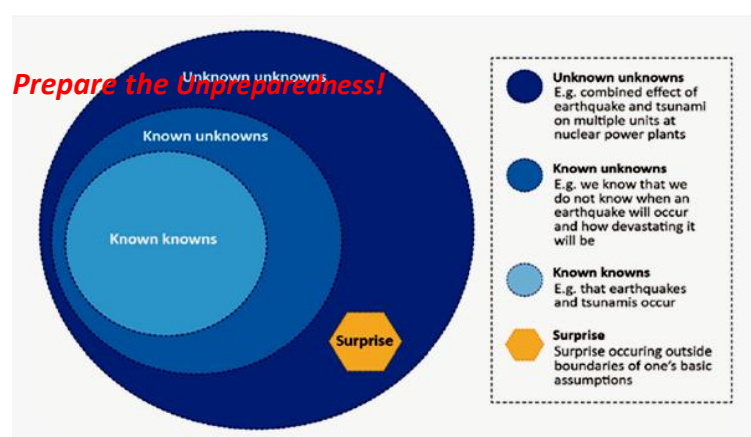 Unknown unknowns
Prepare the Unpreparedness!
Known unknowns
Known knowns
Surprise
Unknown unknowns
E.g. combined effect of
earthquake and tsunami
on multiple units at
nuclear power plants
Known unknowns
E.g. we know that we
do not know when an
earthquake will occur
and how devastating it
will be
Known knowns
E.g. that earthquakes
and tsunamis occur
Surprise
Surprise occuring outside
boundaries of one's basic
assumptions